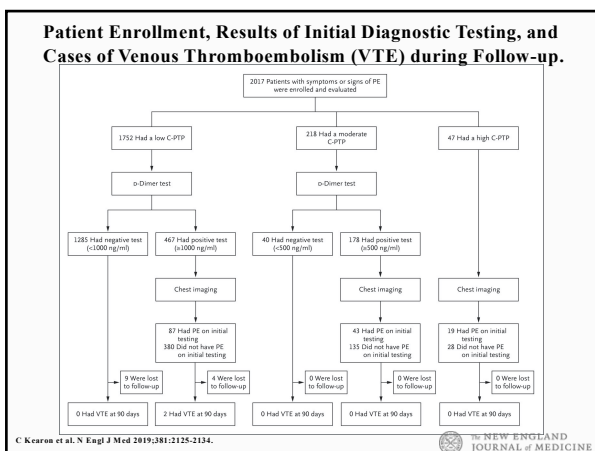 Patient Enrollment, Results of Initial Diagnostic Testing, and
Cases of Venous Thromboembolism (VTE) during Follow-up.
2017 Patients with symptoms or signs of PE
were enrolled and evaluated
1752 Had a low C-PTP
218 Had a moderate
C-PTP
47 Had a high C-PTP
D-Dimer test
D-Dimer test
1285 Had negative test
(<1000 ng/ml)
467 Had positive test
(≥1000 ng/ml)
40 Had negative test
(<500 ng/ml)
178 Had positive test
(≥500 ng/ml)
Chest imaging
Chest imaging
Chest imaging
87 Had PE on initial
testing
380 Did not have PE
on initial testing
43 Had PE on initial
testing
135 Did not have PE
on initial testing
19 Had PE on initial
testing
28 Did not have PE
on initial testing
9 Were lost
to follow-up
4 Were lost
to follow-up
0 Were lost
to follow-up
0 Were lost
to follow-up
0 Were lost
to follow-up
0 Had VTE at 90 days
2 Had VTE at 90 days
0 Had VTE at 90 days
0 Had VTE at 90 days
0 Had VTE at 90 days
C Kearon et al. N Engl J Med 2019;381:2125-2134.
The NEW ENGLAND
JOURNAL of MEDICINE